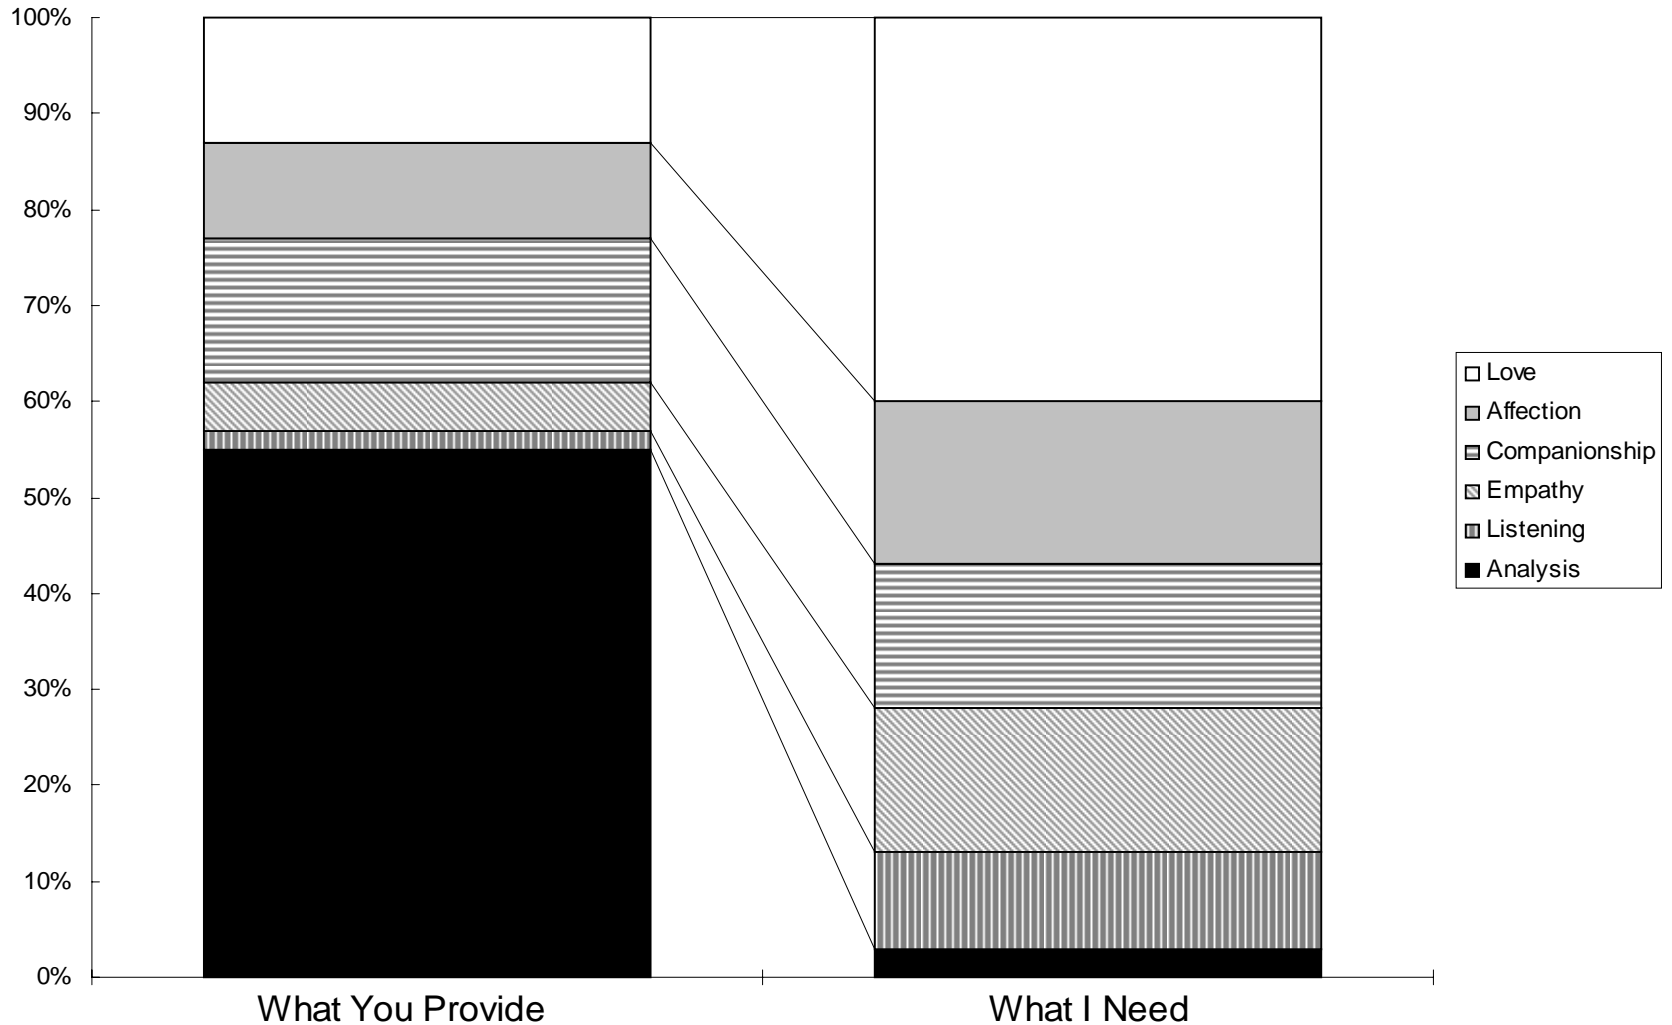 100%
90%
80%
70%
60%
50%
40%
30%
20%
10%
0%
What You Provide
What I Need
Love
Affection
Companionship
Empathy
Listening
Analysis